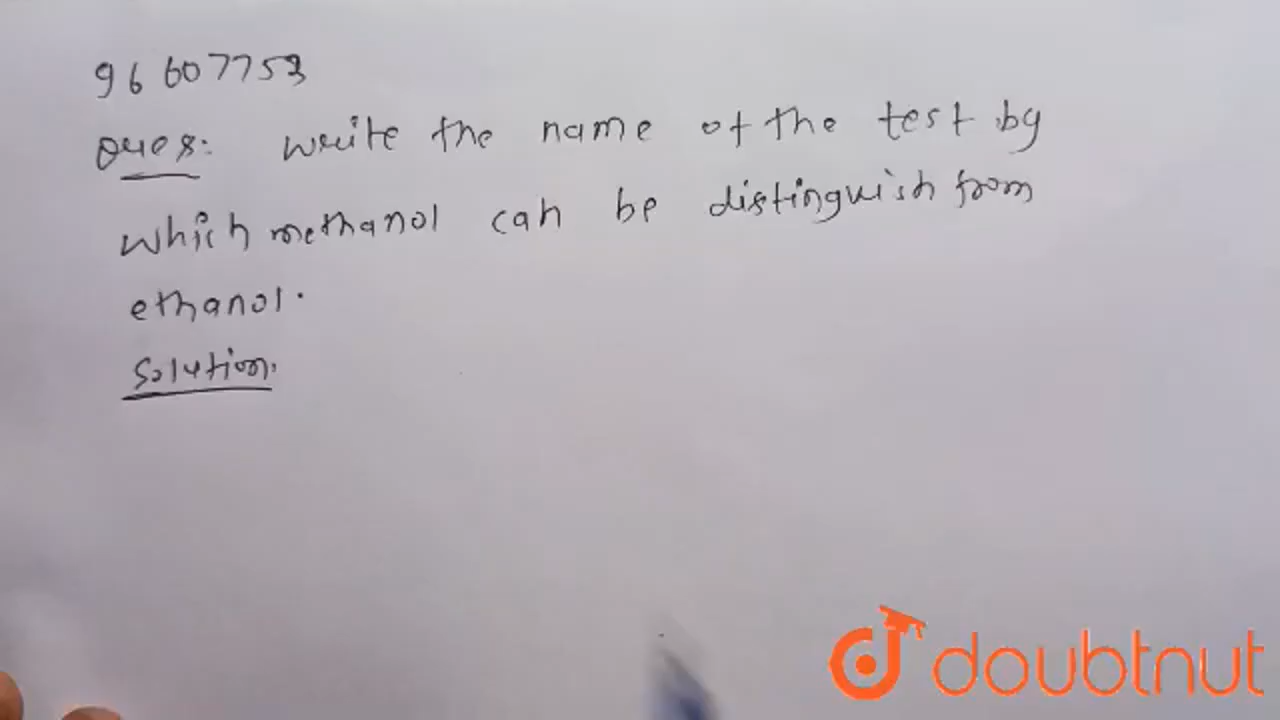 96607753
Ques: Write the name of the test by
which methanol can be distinguish from
ethanol.
Solution.
doubtnut